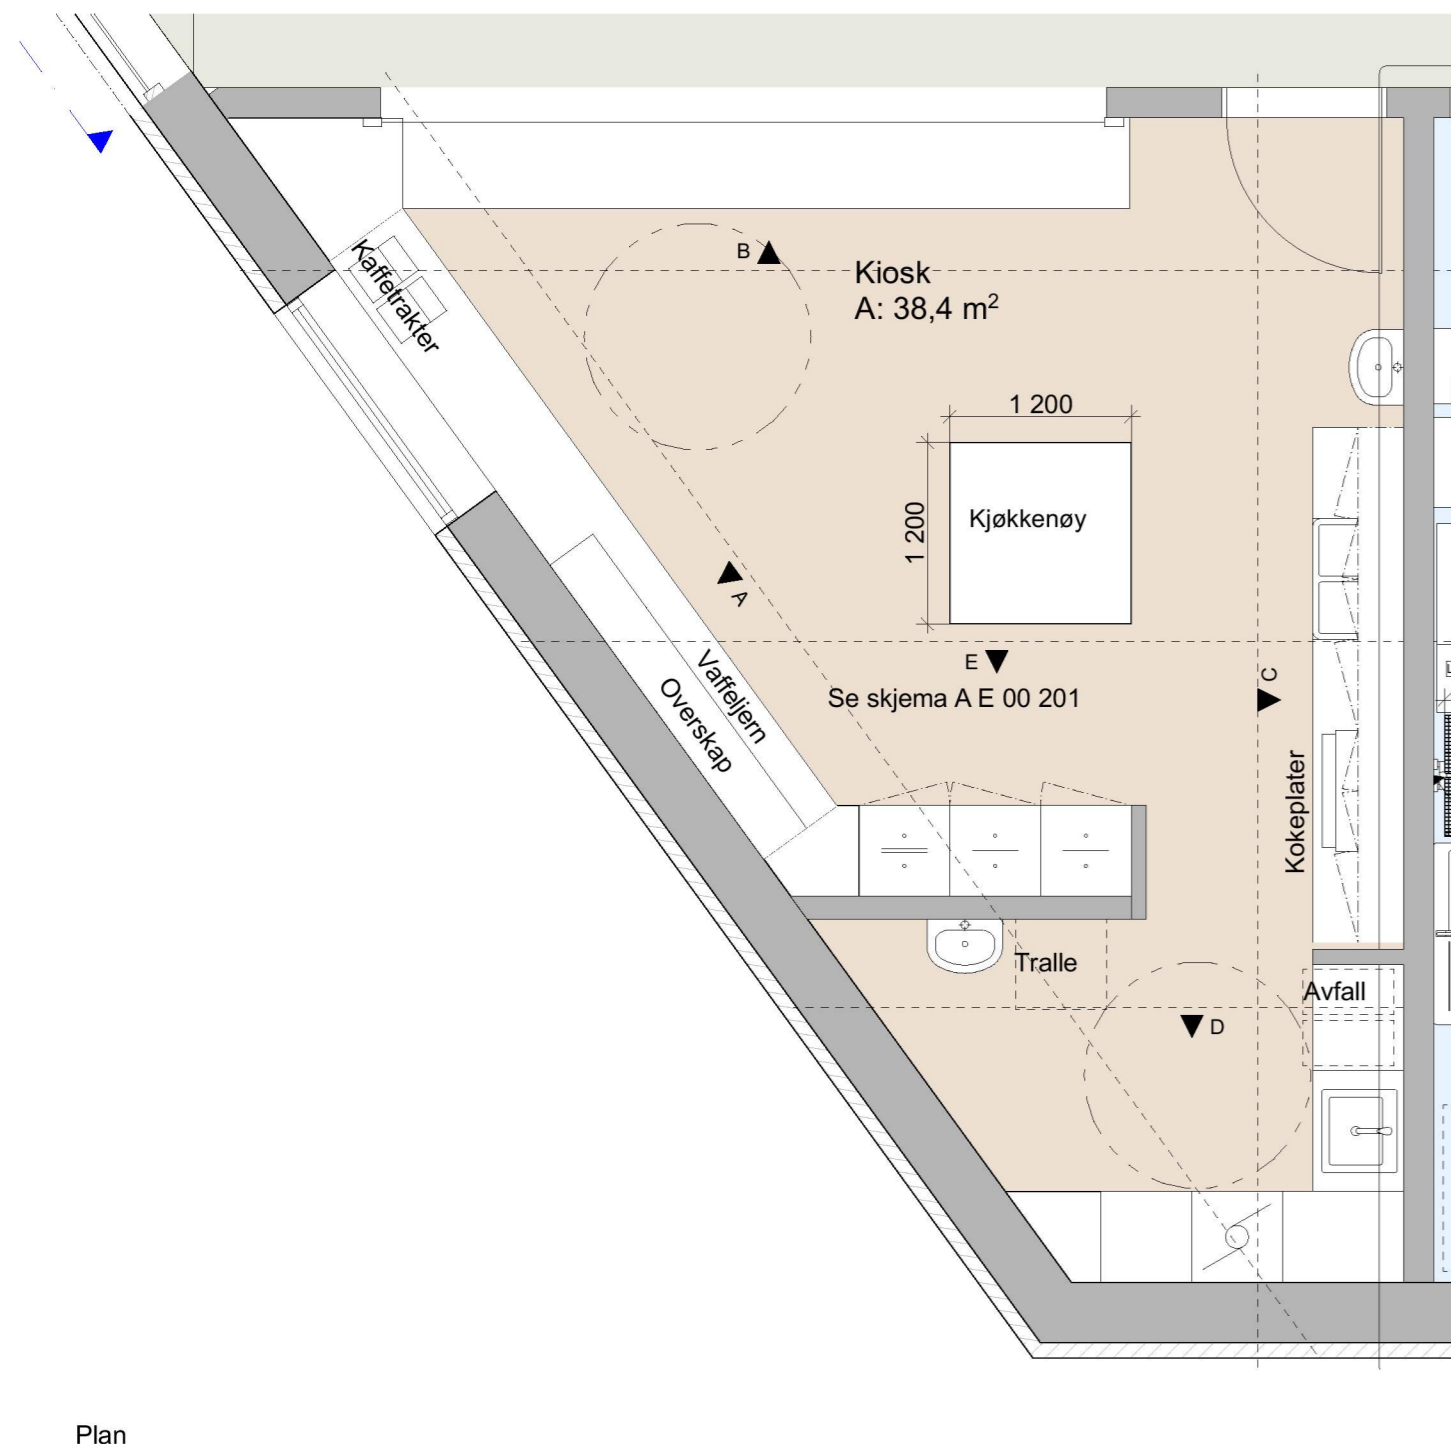 Kaffetrakter
B
Kiosk
A: 38,4 m²
1 200
1 200
Kjøkkenøy
A
E
Se skjema A E 00 201
C
Vaffeljern
Overskap
Kokeplater
Tralle
Avfall
D
Plan